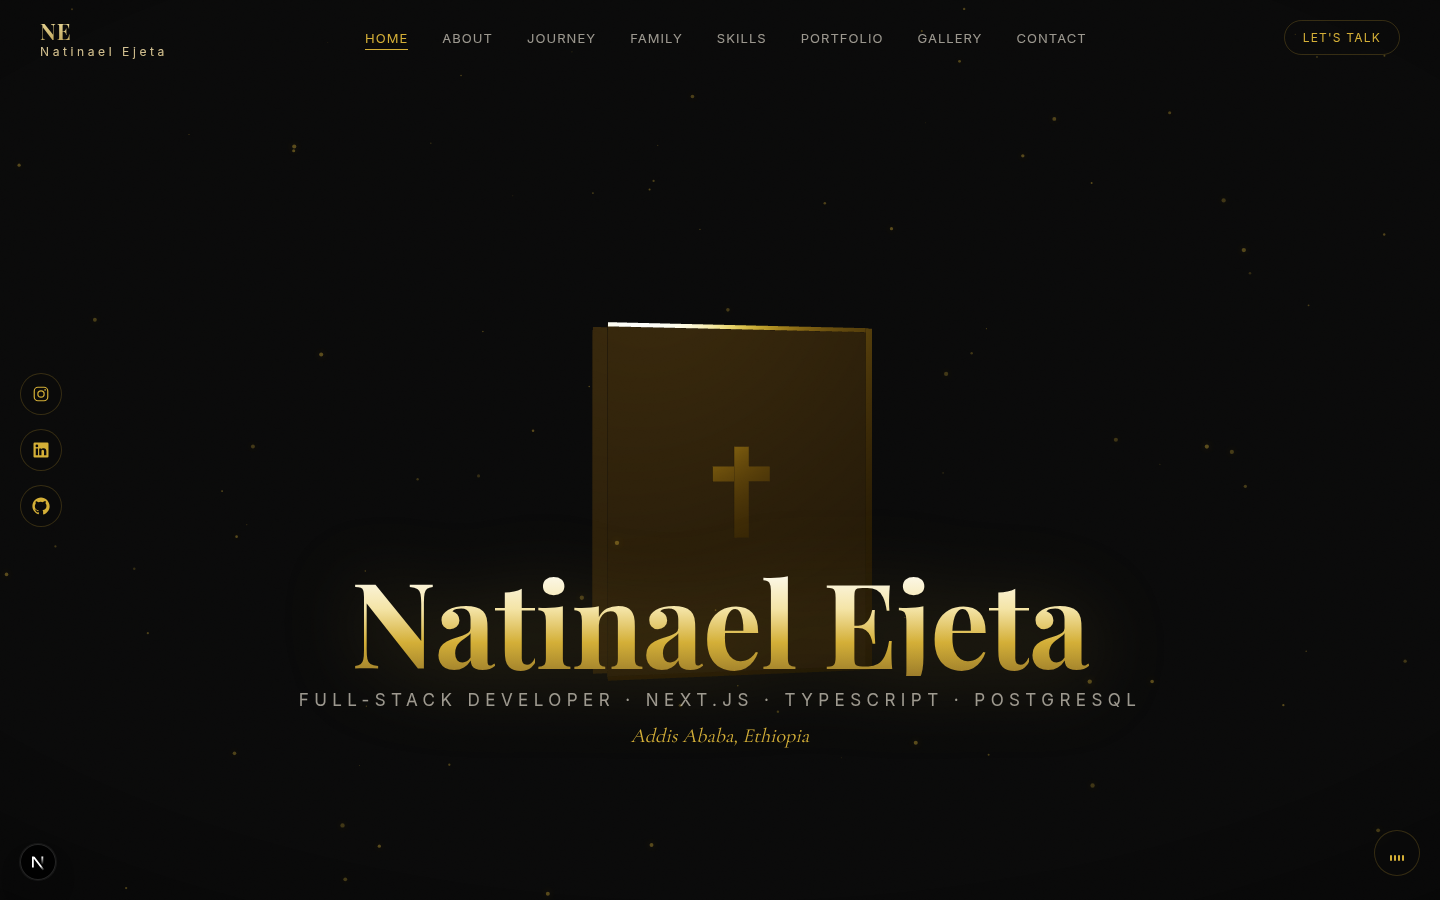 NE
Natinael Ejeta
HOME ABOUT JOURNEY FAMILY SKILLS PORTFOLIO GALLERY CONTACT
LET'S TALK
Natinael Ejeta
FULL-STACK DEVELOPER · NEXT.JS · TYPESCRIPT · POSTGRESQL
Addis Ababa, Ethiopia
N